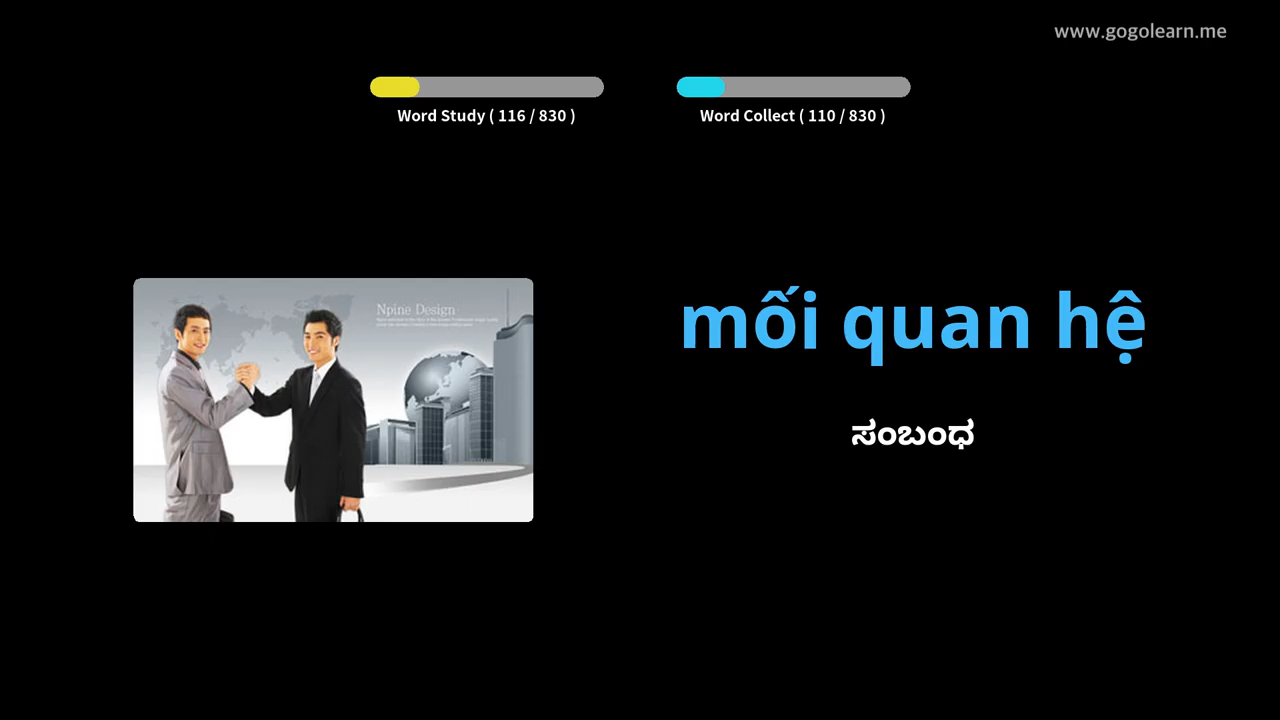 www.gogolearn.me
Word Study ( 116 / 830 )
Word Collect ( 110 / 830 )
Npine Design
mối quan hệ
ಸಂಬಂಧ